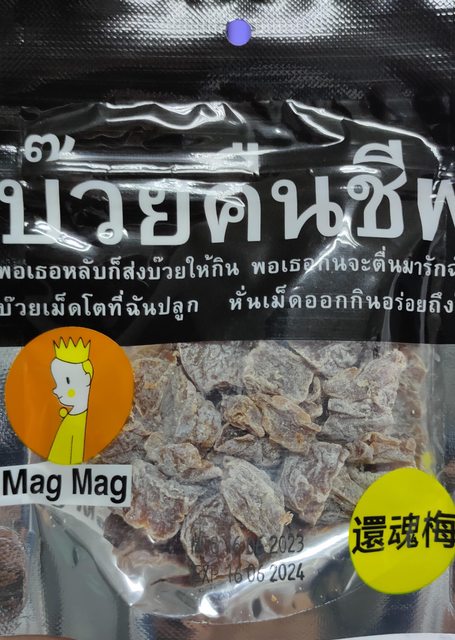 บ๊วยคืนชีพ
พอเธอหลับก็ส่งบ๊วยให้กิน พอเธอกินจะตื่นมารัก
บ๊วยเม็ดโตที่ฉันปลูก หั่นเม็ดออกกินอร่อยถึง
Mag Mag
還魂梅
16 06 2023
EXP 16 06 2024